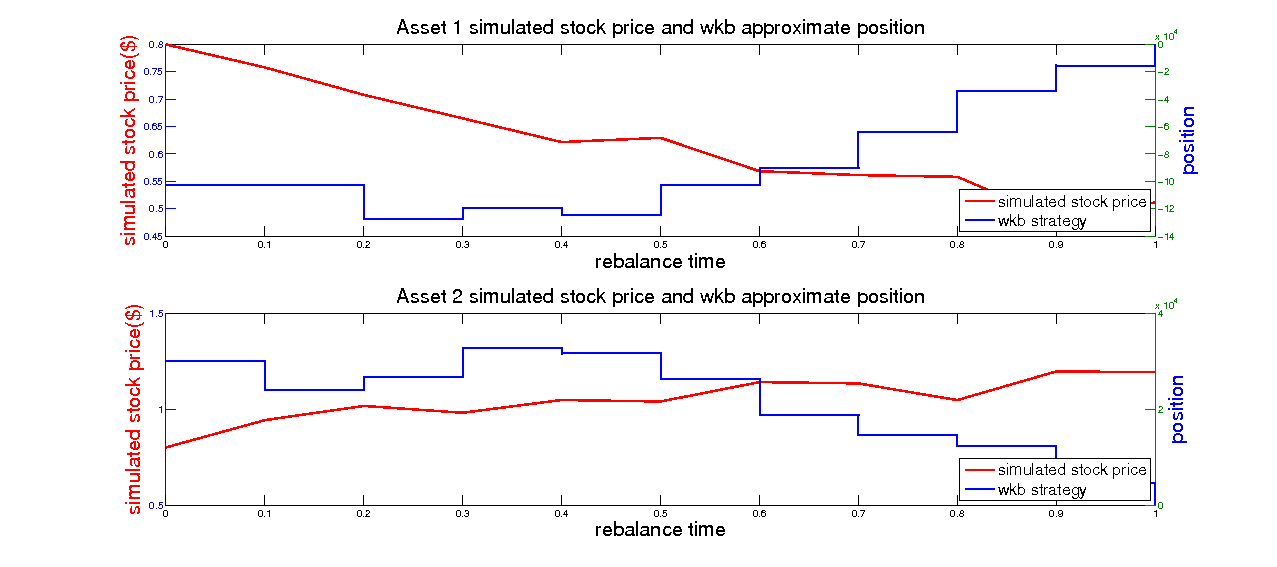 Asset 1 simulated stock price and wkb approximate position
simulated stock price($)
0.8
0.75
0.7
0.65
0.6
0.55
0.5
0.45
x 10^4
0
-2
-4
-6
-8
-10
-12
-14
position
simulated stock price
wkb strategy
0 0.1 0.2 0.3 0.4 0.5 0.6 0.7 0.8 0.9 1
rebalance time
Asset 2 simulated stock price and wkb approximate position
simulated stock price($)
1.5
1
0.5
x 10^4
4
2
0
position
simulated stock price
wkb strategy
0 0.1 0.2 0.3 0.4 0.5 0.6 0.7 0.8 0.9 1
rebalance time